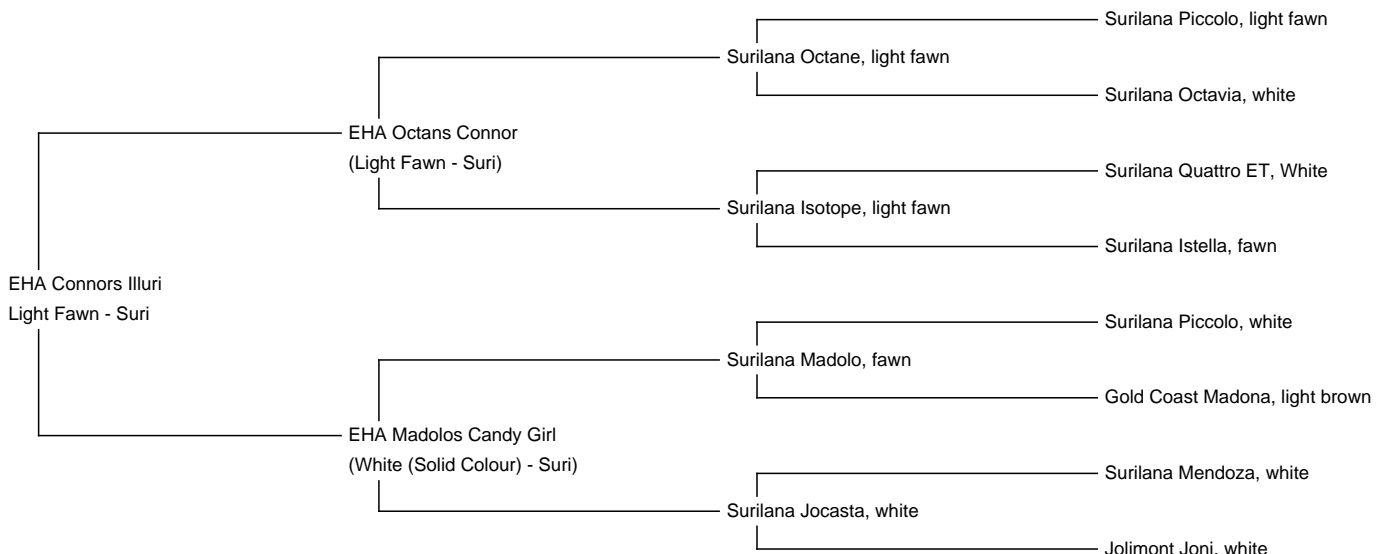 Surilana Piccolo, light fawn
Surilana Octane, light fawn
Surilana Octavia, white
EHA Octans Connor
(Light Fawn - Suri)
Surilana Quattro ET, White
Surilana Isotope, light fawn
Surilana Istella, fawn
EHA Connors Illuri
Light Fawn - Suri
Surilana Piccolo, white
Surilana Madolo, fawn
Gold Coast Madona, light brown
EHA Madolos Candy Girl
(White (Solid Colour) - Suri)
Surilana Mendoza, white
Surilana Jocasta, white
Jolimont Joni, white